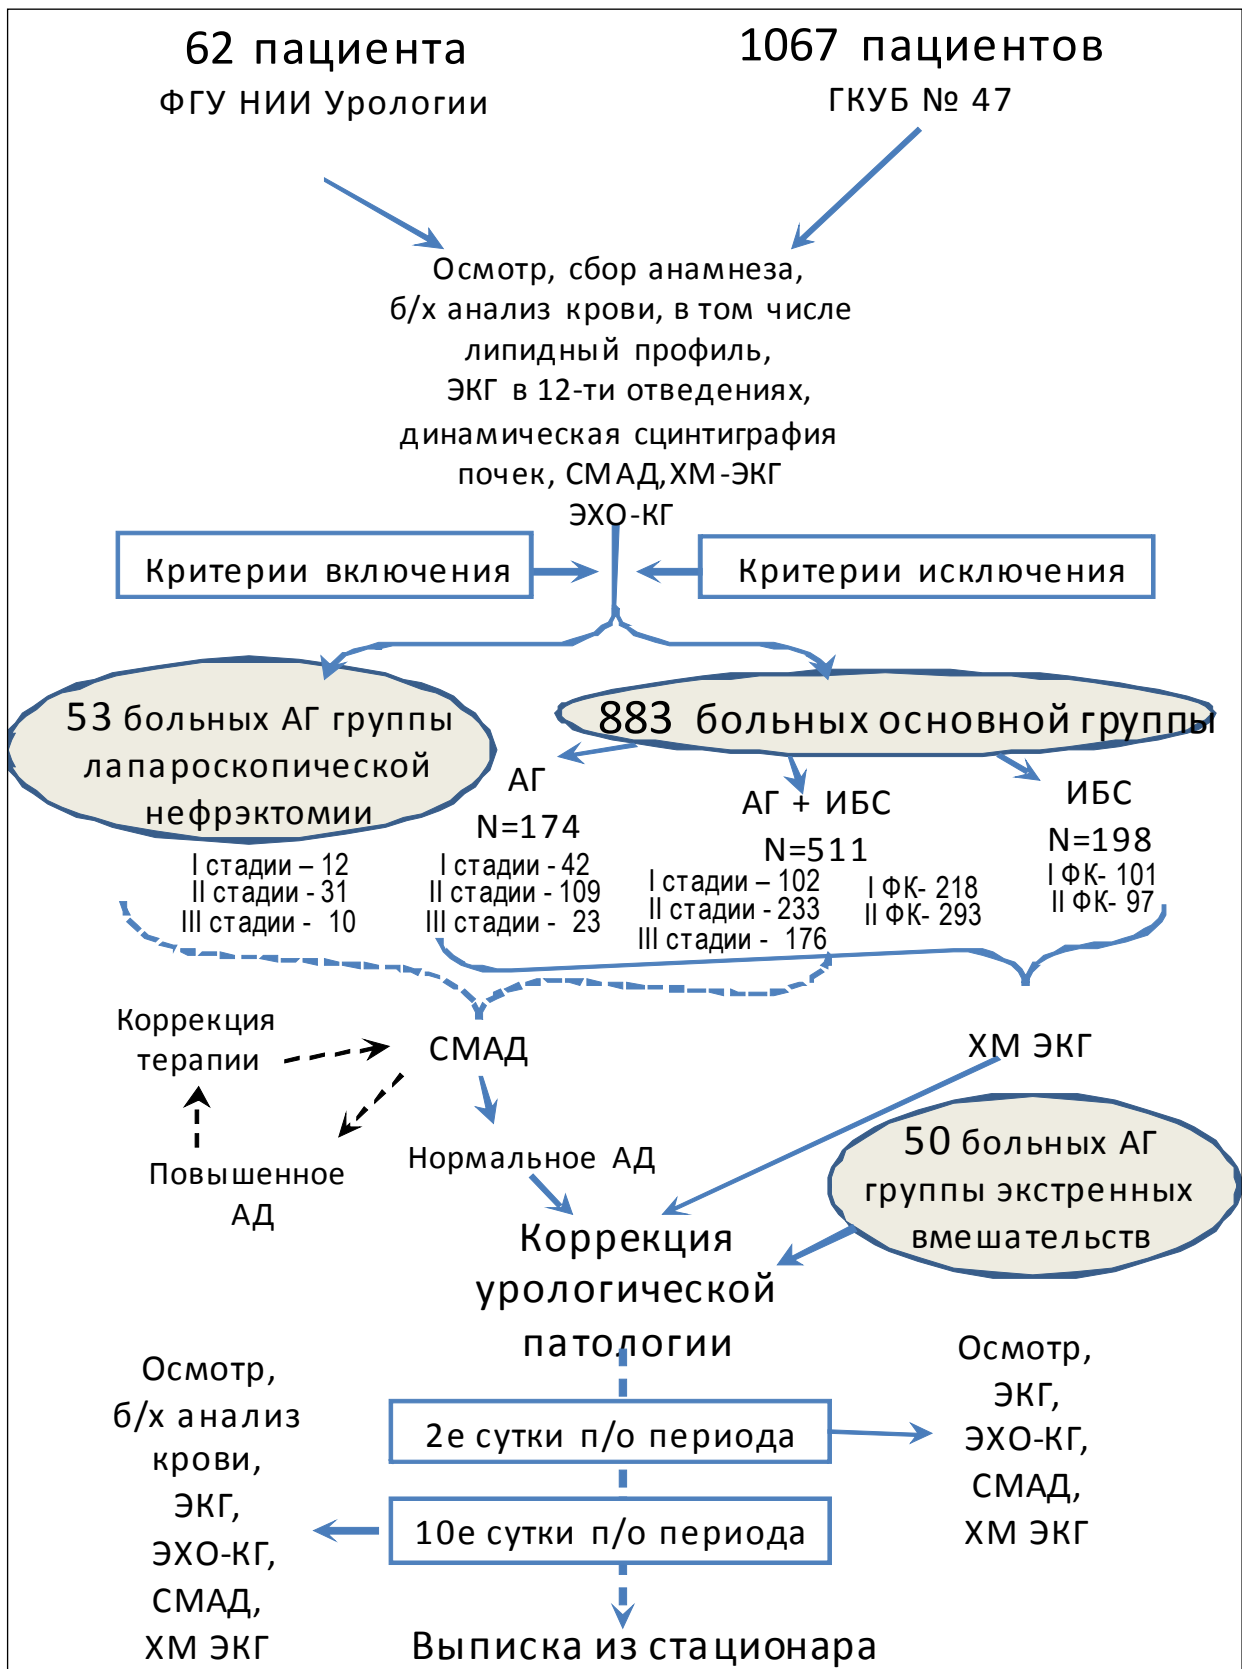 62 пациента
ФГУ НИИ Урологии
1067 пациентов
ГКУБ № 47
Осмотр, сбор анамнеза,
б/х анализ крови, в том числе
липидный профиль,
ЭКГ в 12-ти отведениях,
динамическая сцинтиграфия
почек, СМАД,ХМ-ЭКГ
ЭХО-КГ
Критерии включения
Критерии исключения
53 больных АГ группы
лапароскопической
нефрэктомии
883 больных основной группы
I стадии – 12
II стадии - 31
III стадии - 10
АГ
N=174
I стадии - 42
II стадии - 109
III стадии - 23
АГ + ИБС
N=511
I стадии – 102
II стадии - 233
III стадии - 176
I ФК- 218
II ФК- 293
ИБС
N=198
I ФК- 101
II ФК- 97
Коррекция
терапии
СМАД
ХМ ЭКГ
Повышенное
АД
Нормальное АД
50 больных АГ
группы экстренных
вмешательств
Коррекция
урологической
патологии
2е сутки п/о периода
Осмотр,
ЭКГ,
ЭХО-КГ,
СМАД,
ХМ ЭКГ
10е сутки п/о периода
Осмотр,
б/х анализ
крови,
ЭКГ,
ЭХО-КГ,
СМАД,
ХМ ЭКГ
Выписка из стационара